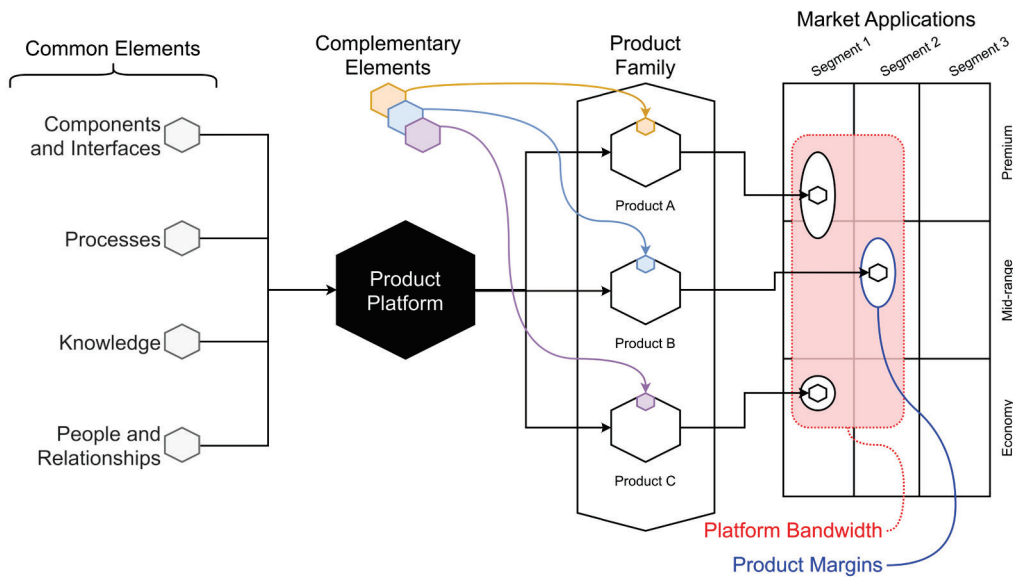 Common Elements
Components
and Interfaces
Processes
Knowledge
People and
Relationships
Product
Platform
Complementary
Elements
Product
Family
Product A
Product B
Product C
Market Applications
Segment 1
Segment 2
Segment 3
Premium
Mid-range
Economy
Platform Bandwidth
Product Margins